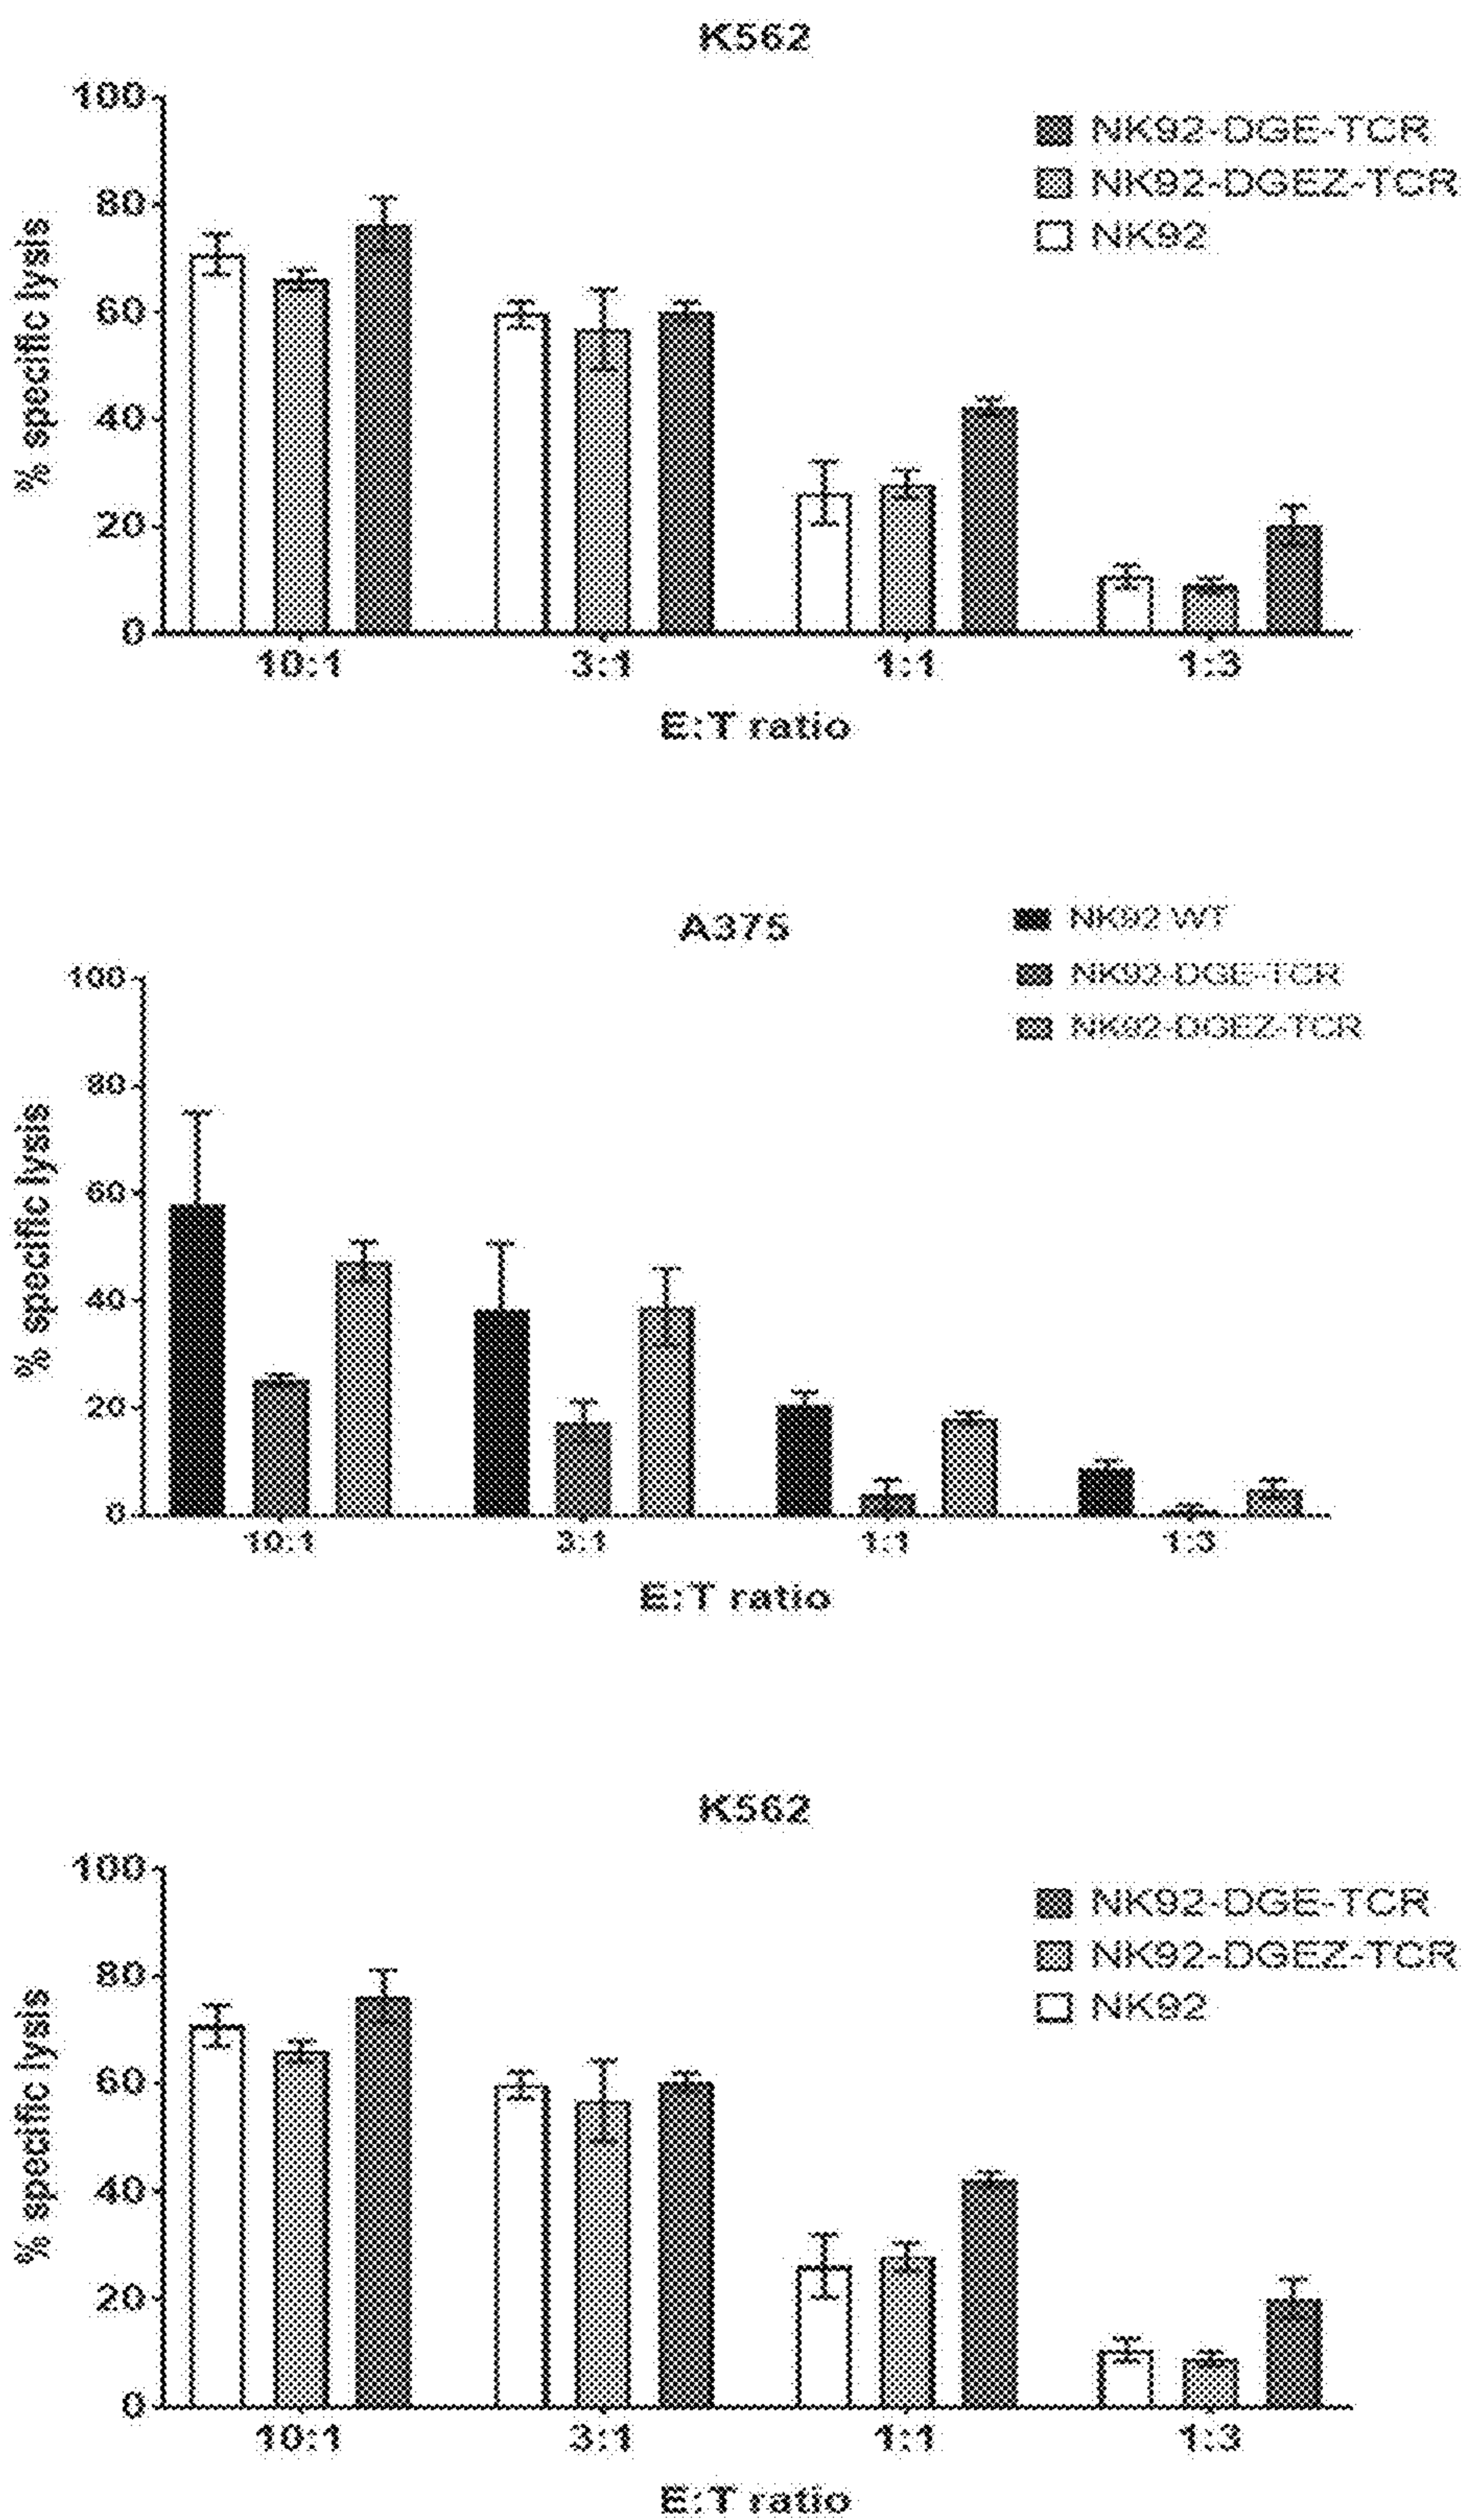 K562
100
80
60
40
20
0
% specific lysis
NK92-DGE-TCR
NK92-DGEZ-TCR
NK92
10:1 3:1 1:1 1:3
E:T ratio
A375
100
80
60
40
20
0
% specific lysis
NK92 WT
NK92-DGE-TCR
NK92-DGEZ-TCR
10:1 3:1 1:1 1:3
E:T ratio
K562
100
80
60
40
20
0
% specific lysis
NK92-DGE-TCR
NK92-DGEZ-TCR
NK92
10:1 3:1 1:1 1:3
E:T ratio